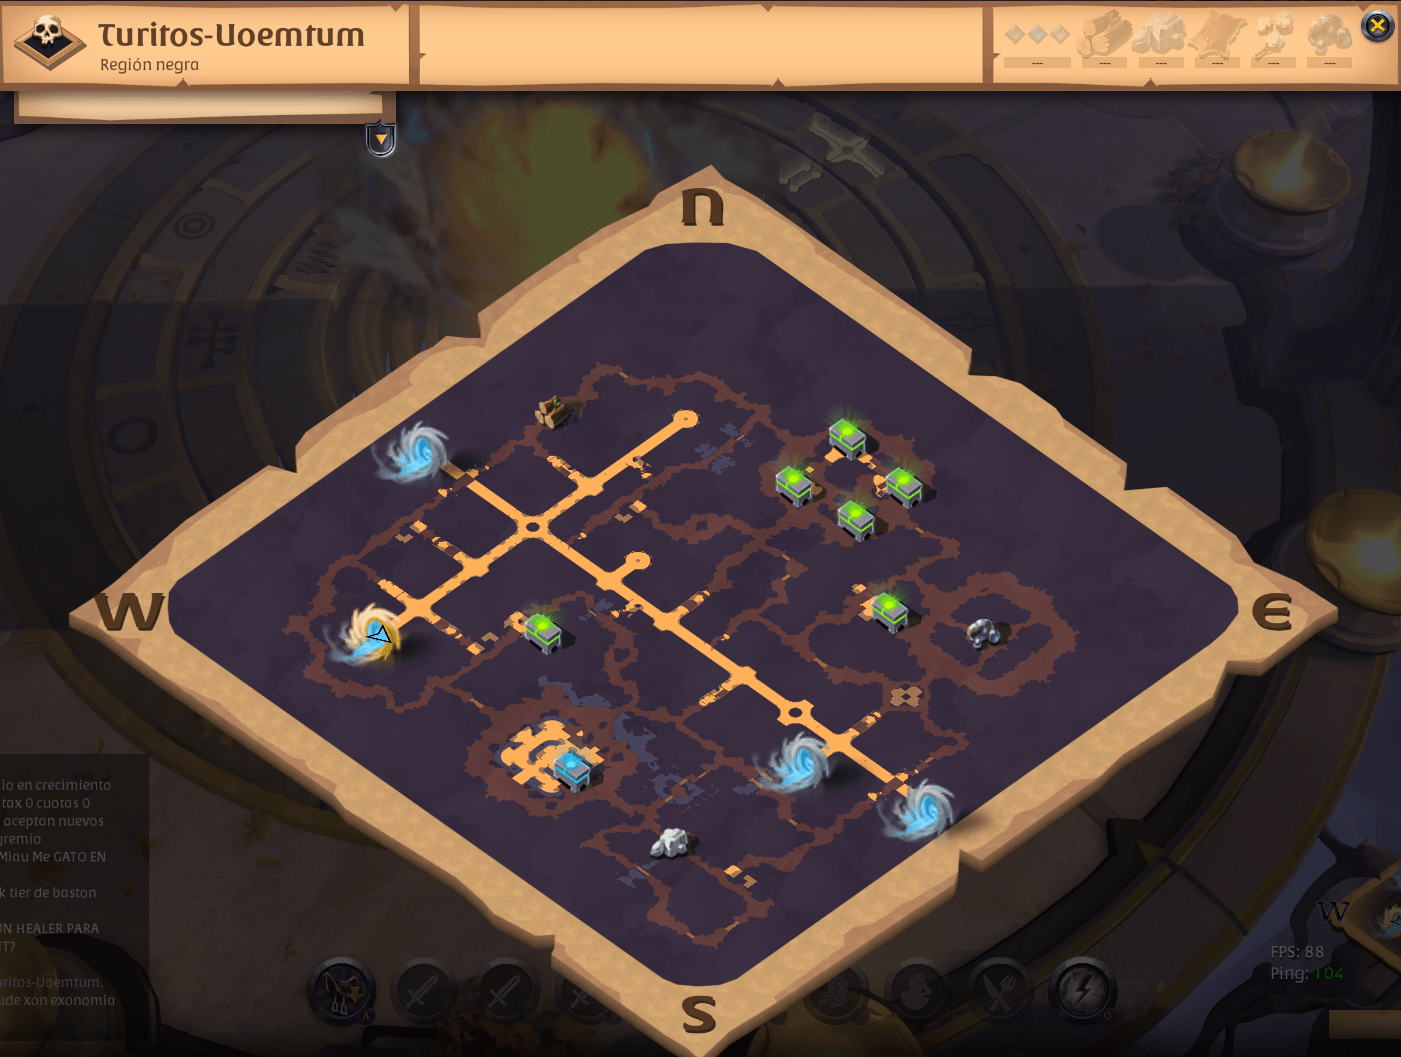 Turitos-Uoemtum
Región negra
---
---
---
---
---
---
N
W
E
S
io en crecimiento
tax 0 cuotas 0
aceptan nuevos
gremio
Miau Me GATO EN
k tier de baston
UN HEALER PARA
NT?
uritos-Uoemtum.
ude xon exonomia
W
FPS: 88
Ping: 104
A
Q
W
O